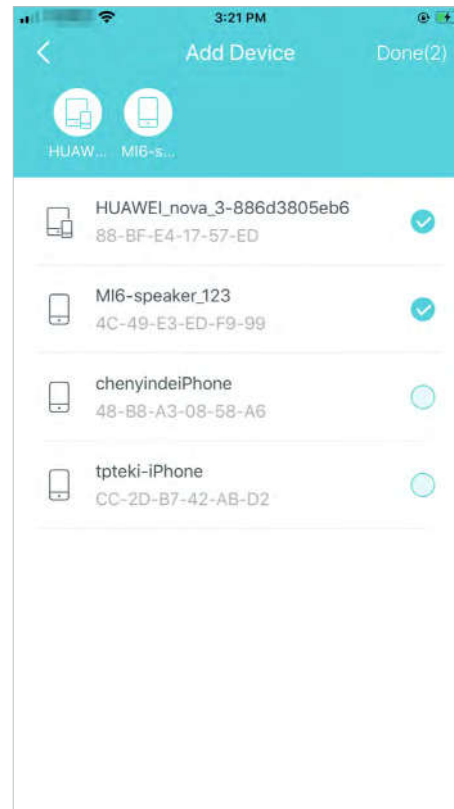 3:21 PM
Add Device
Done(2)
HUAW... MI6-s...
HUAWEI_nova_3-886d3805eb6
88-BF-E4-17-57-ED
MI6-speaker_123
4C-49-E3-ED-F9-99
chenyindeiPhone
48-B8-A3-08-58-A6
tpteki-iPhone
CC-2D-B7-42-AB-D2